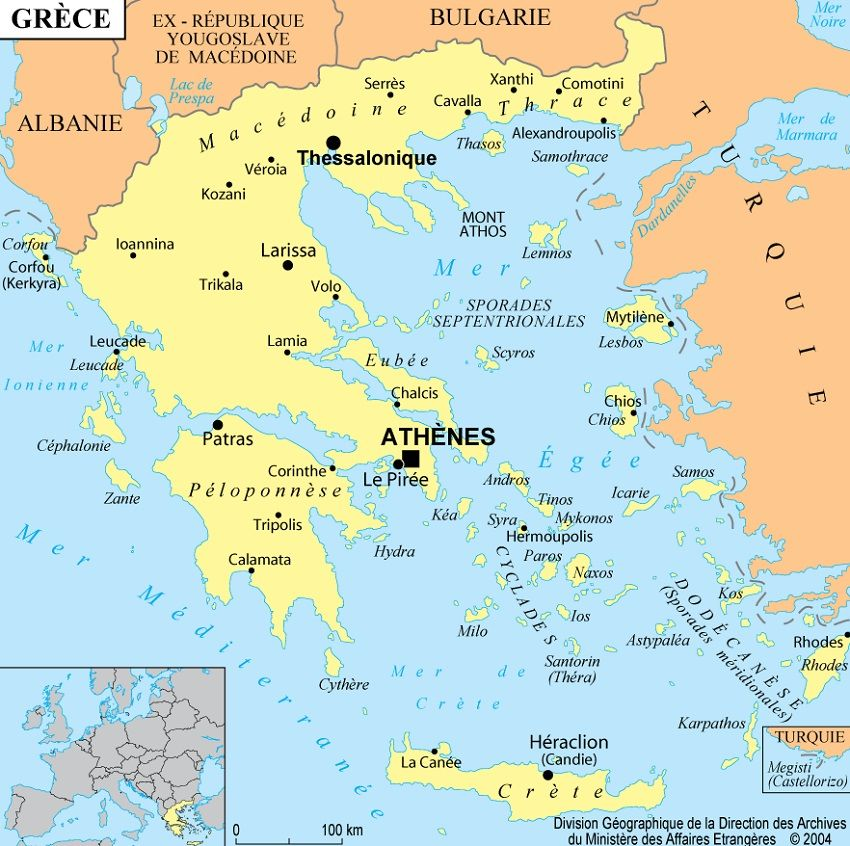 GRÈCE
EX - RÉPUBLIQUE
YOUGOSLAVE
DE MACÉDOINE
BULGARIE
Mer
Noire
Lac de
Prespa
ALBANIE
Serrès
Xanthi
Comotini
Cavalla
Thrace
Macédoine
Alexandroupolis
Mer de
Marmara
Thasos
Samothrace
Thessalonique
Véroia
Kozani
TURQUIE
Dardanelles
MONT
ATHOS
Lemnos
Corfou
Corfou
(Kerkyra)
Ioannina
Larissa
Trikala
Volo
Mer
SPORADES
SEPTENTRIONALES
Mytilène
Lesbos
Leucade
Leucade
Lamia
Eubée
Scyros
Mer
Ionienne
Chalcis
Chios
Chios
Céphalonie
Patras
ATHÈNES
Égée
Corinthe
Le Pirée
Andros
Samos
Zante
Péloponnèse
Kéa
Tinos
Icarie
Syra
Mykonos
Tripolis
Hermoupolis
Hydra
Calamata
Paros
Naxos
CYCLADES
Kos
DODÉCANÈSE
(Sporades
méridionales)
Mer Méditerranée
Milo
Ios
Astypaléa
Rhodes
Rhodes
Santorin
(Théra)
Cythère
Mer de
Crète
Karpathos
TURQUIE
Megisti
(Castellorizo)
La Canée
Héraclion
(Candie)
Crète
0 100 km
Division Géographique de la Direction des Archives
du Ministère des Affaires Etrangères © 2004